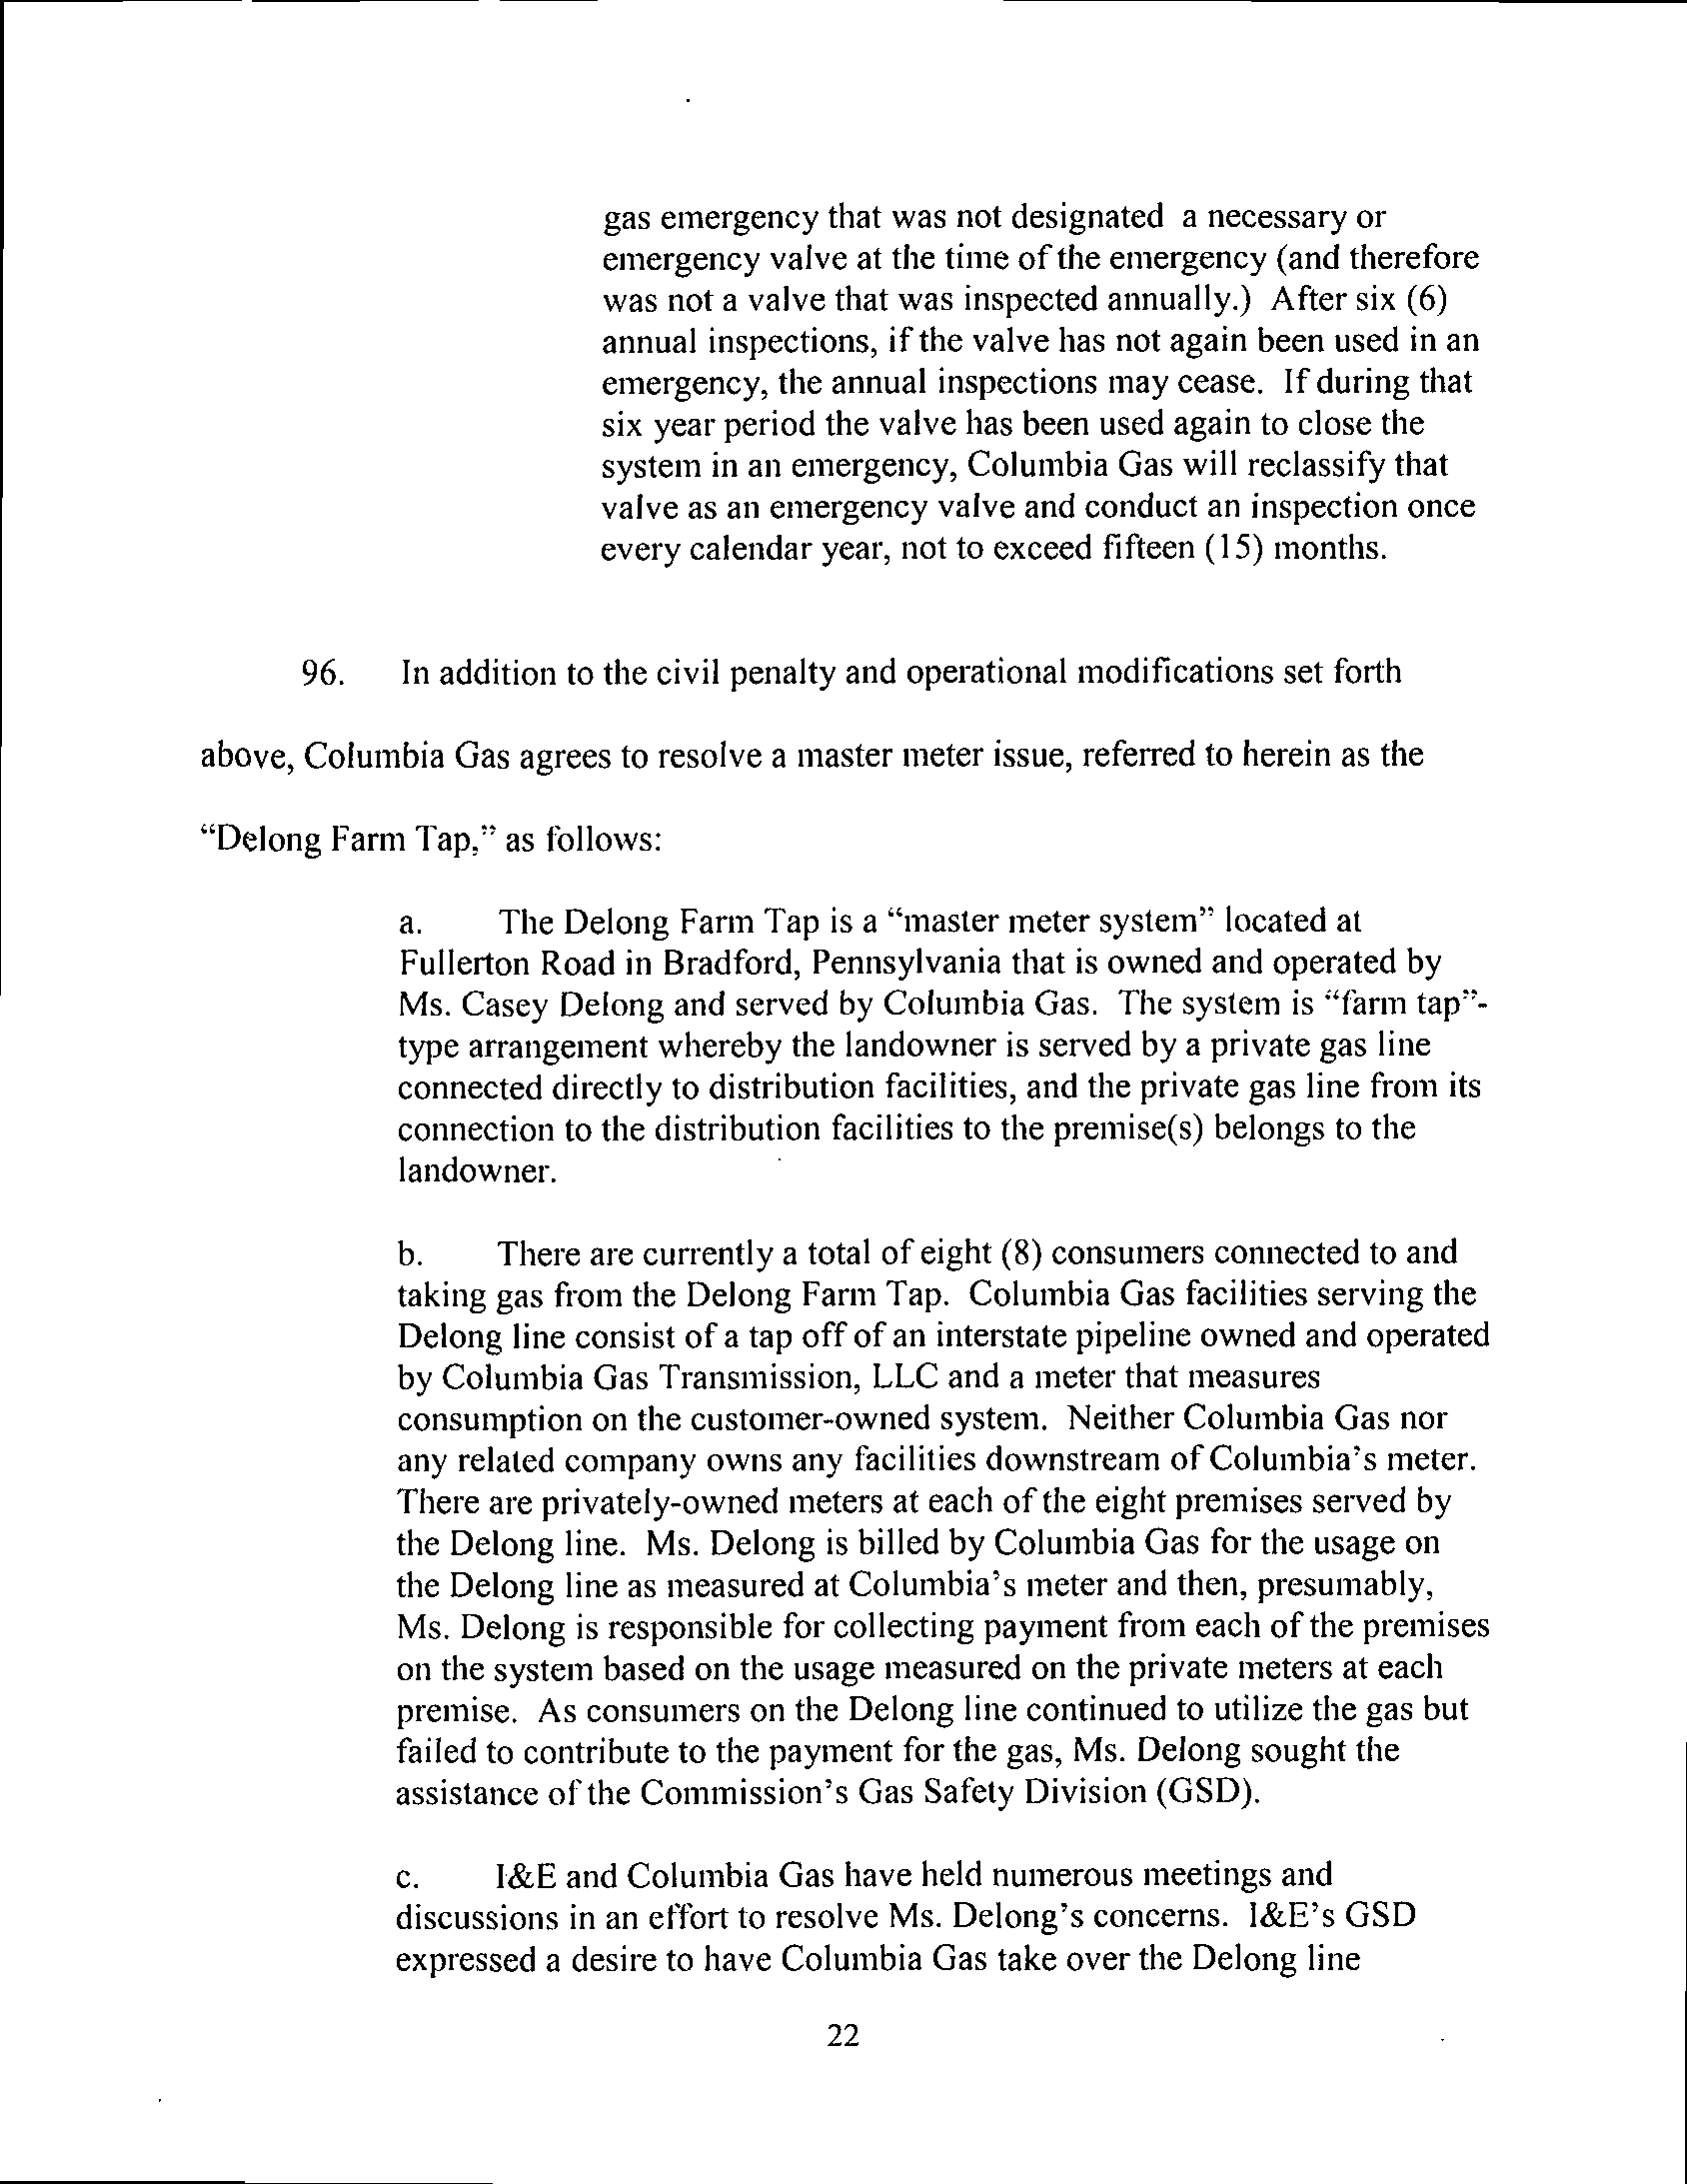 gas emergency that was not designated a necessary or
emergency valve at the time of the emergency (and therefore
was not a valve that was inspected annually.) After six (6)
annual inspections, if the valve has not again been used in an
emergency, the annual inspections may cease. If during that
six year period the valve has been used again to close the
system in an emergency, Columbia Gas will reclassify that
valve as an emergency valve and conduct an inspection once
every calendar year, not to exceed fifteen (15) months.
96. In addition to the civil penalty and operational modifications set forth
above, Columbia Gas agrees to resolve a master meter issue, referred to herein as the
“Delong Farm Tap,” as follows:
a. The Delong Farm Tap is a “master meter system” located at
Fullerton Road in Bradford, Pennsylvania that is owned and operated by
Ms. Casey Delong and served by Columbia Gas. The system is “farm tap”-
type arrangement whereby the landowner is served by a private gas line
connected directly to distribution facilities, and the private gas line from its
connection to the distribution facilities to the premise(s) belongs to the
landowner.
b. There are currently a total of eight (8) consumers connected to and
taking gas from the Delong Farm Tap. Columbia Gas facilities serving the
Delong line consist of a tap off of an interstate pipeline owned and operated
by Columbia Gas Transmission, LLC and a meter that measures
consumption on the customer-owned system. Neither Columbia Gas nor
any related company owns any facilities downstream of Columbia’s meter.
There are privately-owned meters at each of the eight premises served by
the Delong line. Ms. Delong is billed by Columbia Gas for the usage on
the Delong line as measured at Columbia’s meter and then, presumably,
Ms. Delong is responsible for collecting payment from each of the premises
on the system based on the usage measured on the private meters at each
premise. As consumers on the Delong line continued to utilize the gas but
failed to contribute to the payment for the gas, Ms. Delong sought the
assistance of the Commission’s Gas Safety Division (GSD).
c. I&E and Columbia Gas have held numerous meetings and
discussions in an effort to resolve Ms. Delong’s concerns. I&E’s GSD
expressed a desire to have Columbia Gas take over the Delong line
22